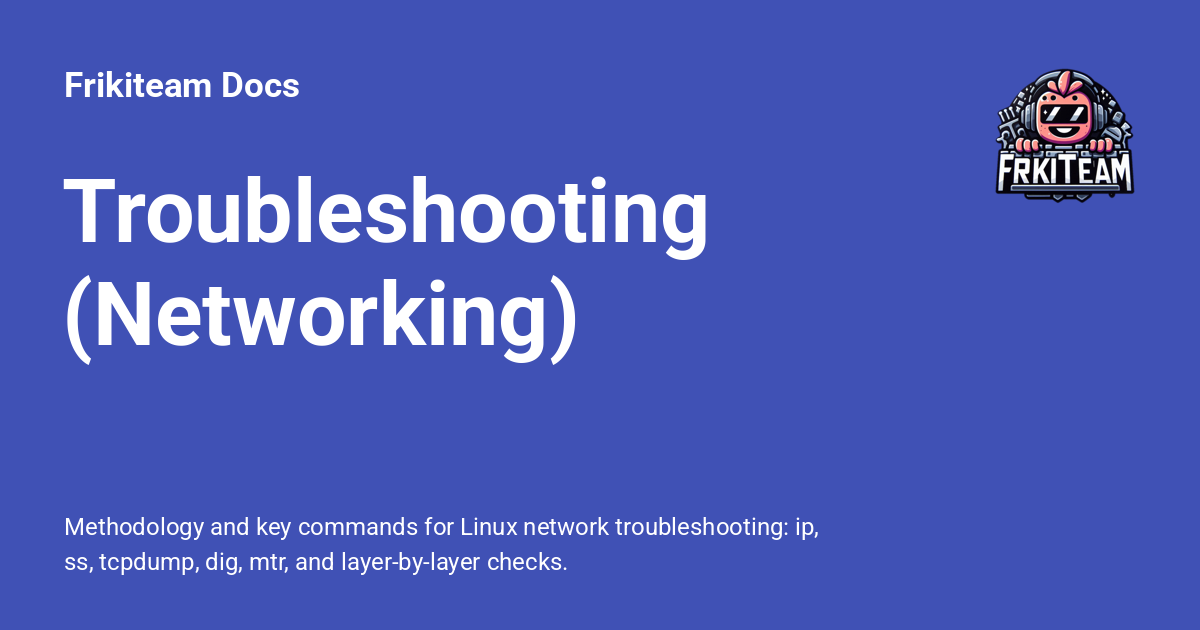 Frikiteam Docs
FRKITEAM
Troubleshooting
(Networking)
Methodology and key commands for Linux network troubleshooting: ip,
ss, tcpdump, dig, mtr, and layer-by-layer checks.